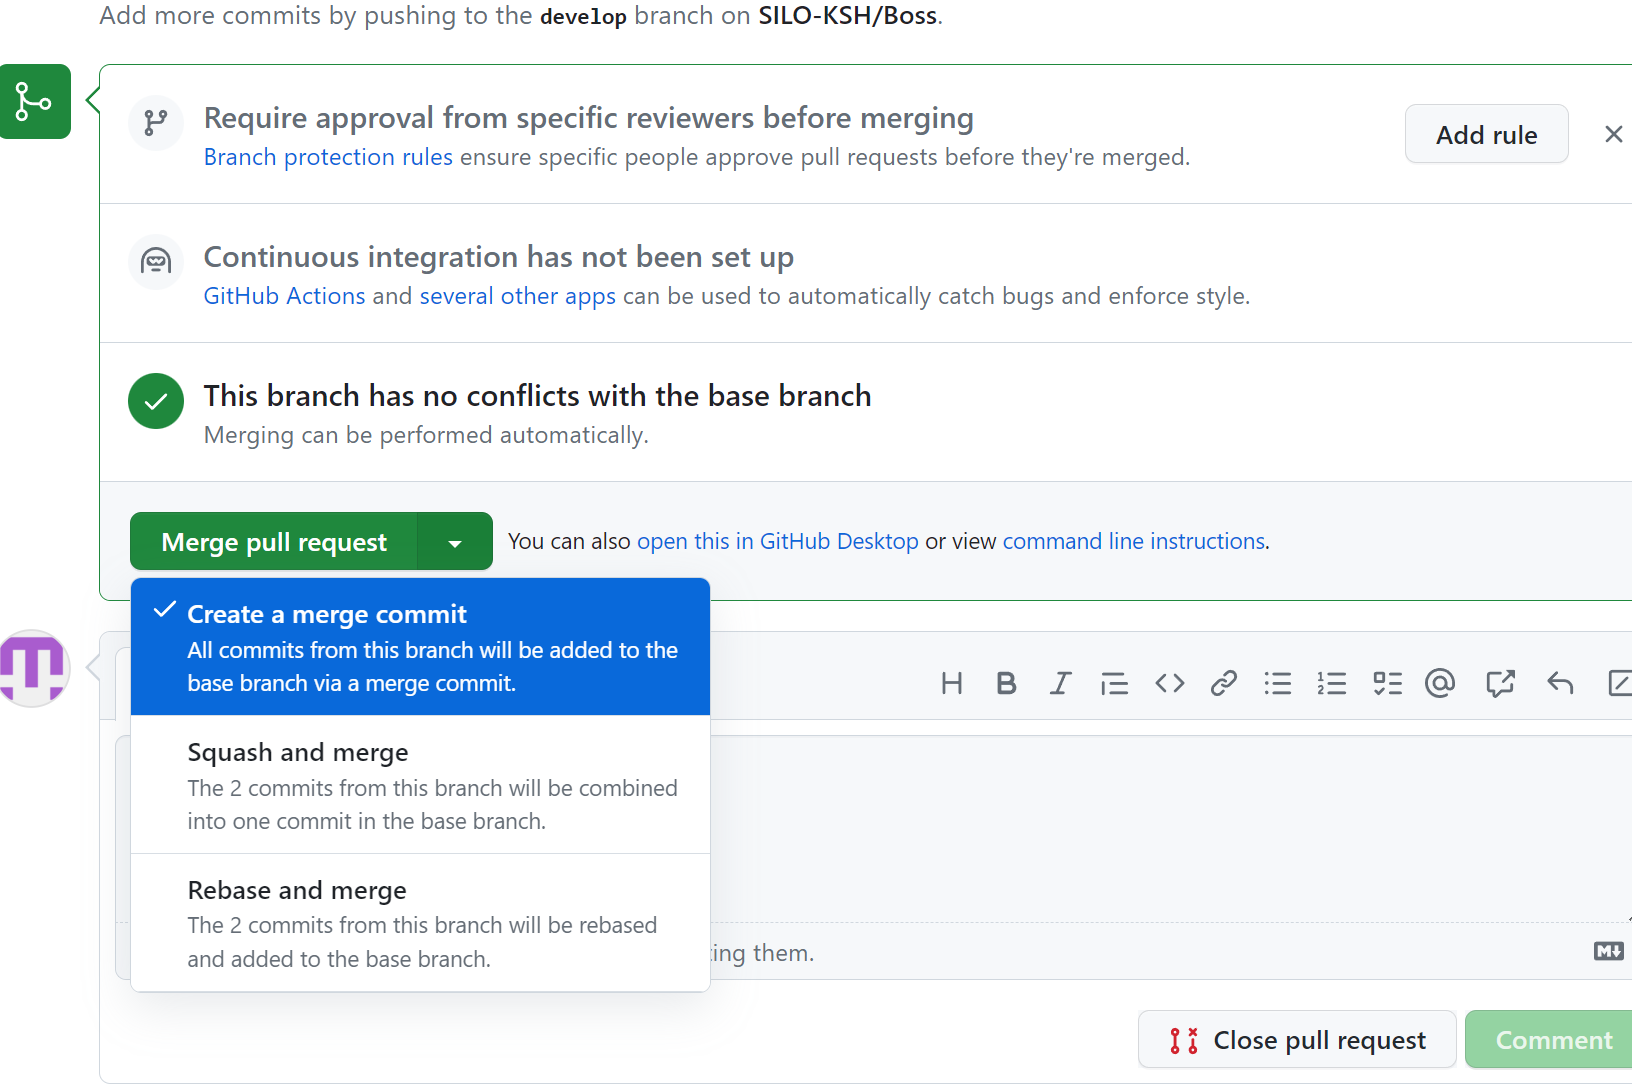 Add more commits by pushing to the develop branch on SILO-KSH/Boss.
Require approval from specific reviewers before merging
Branch protection rules ensure specific people approve pull requests before they're merged.
Add rule
Continuous integration has not been set up
GitHub Actions and several other apps can be used to automatically catch bugs and enforce style.
This branch has no conflicts with the base branch
Merging can be performed automatically.
Merge pull request
You can also open this in GitHub Desktop or view command line instructions.
Create a merge commit
All commits from this branch will be added to the
base branch via a merge commit.
Squash and merge
The 2 commits from this branch will be combined
into one commit in the base branch.
Rebase and merge
The 2 commits from this branch will be rebased
and added to the base branch.
them.
Close pull request
Comment